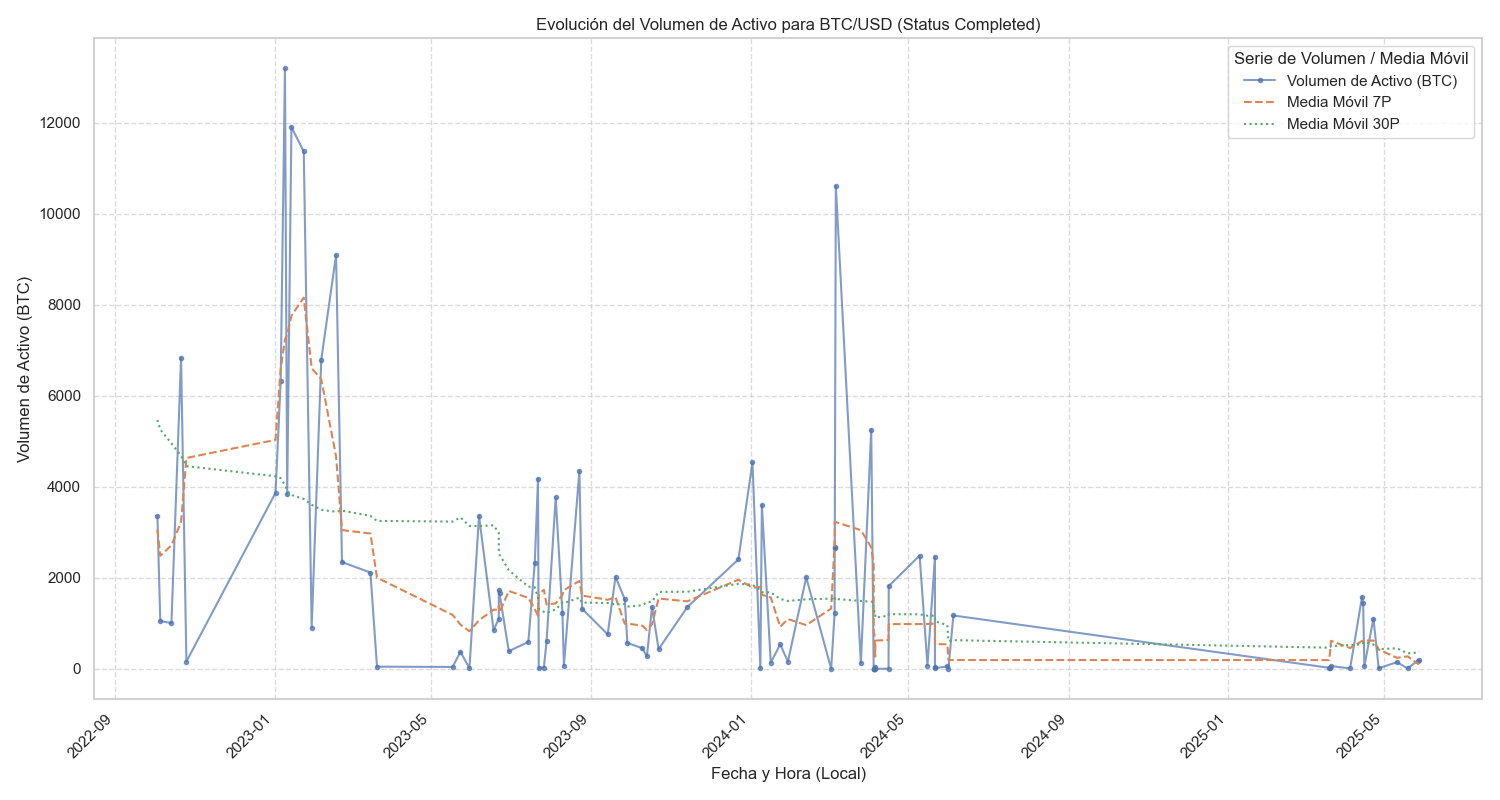 Evolución del Volumen de Activo para BTC/USD (Status Completed)
Serie de Volumen / Media Móvil
Volumen de Activo (BTC)
Media Móvil 7P
Media Móvil 30P
Volumen de Activo (BTC)
12000
10000
8000
6000
4000
2000
0
2022-09
2023-01
2023-05
2023-09
2024-01
2024-05
2024-09
2025-01
2025-05
Fecha y Hora (Local)